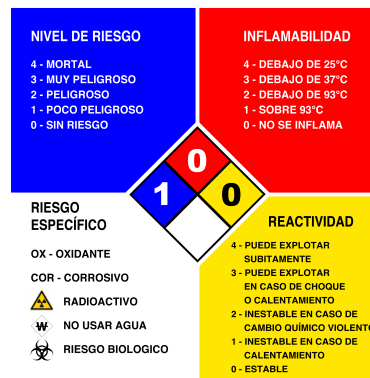 NIVEL DE RIESGO
4 - MORTAL
3 - MUY PELIGROSO
2 - PELIGROSO
1 - POCO PELIGROSO
0 - SIN RIESGO
INFLAMABILIDAD
4 - DEBAJO DE 25°C
3 - DEBAJO DE 37°C
2 - DEBAJO DE 93°C
1 - SOBRE 93°C
0 - NO SE INFLAMA
0
1
0
RIESGO
ESPECÍFICO
OX - OXIDANTE
COR - CORROSIVO
RADIOACTIVO
W NO USAR AGUA
RIESGO BIOLOGICO
REACTIVIDAD
4 - PUEDE EXPLOTAR
SUBITAMENTE
3 - PUEDE EXPLOTAR
EN CASO DE CHOQUE
O CALENTAMIENTO
2 - INESTABLE EN CASO DE
CAMBIO QUÍMICO VIOLENTO
1 - INESTABLE EN CASO DE
CALENTAMIENTO
0 - ESTABLE